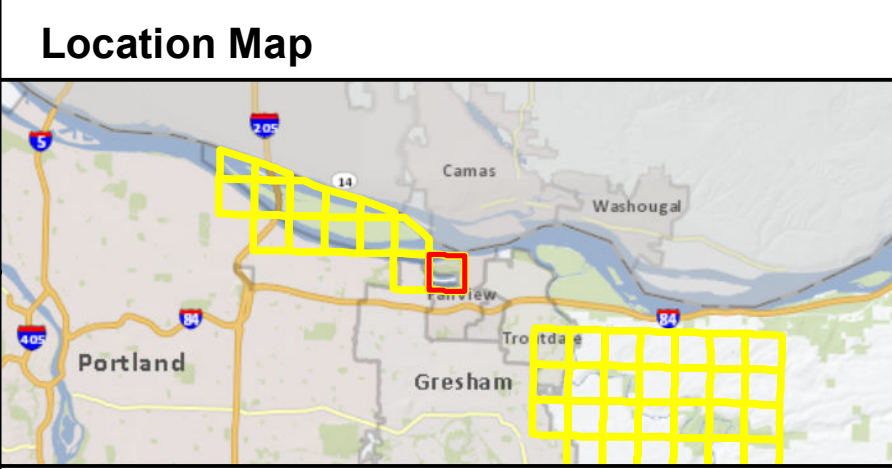 Location Map
5
205
14
Camas
Washougal
Fairview
84
84
405
Troutdale
Portland
Gresham